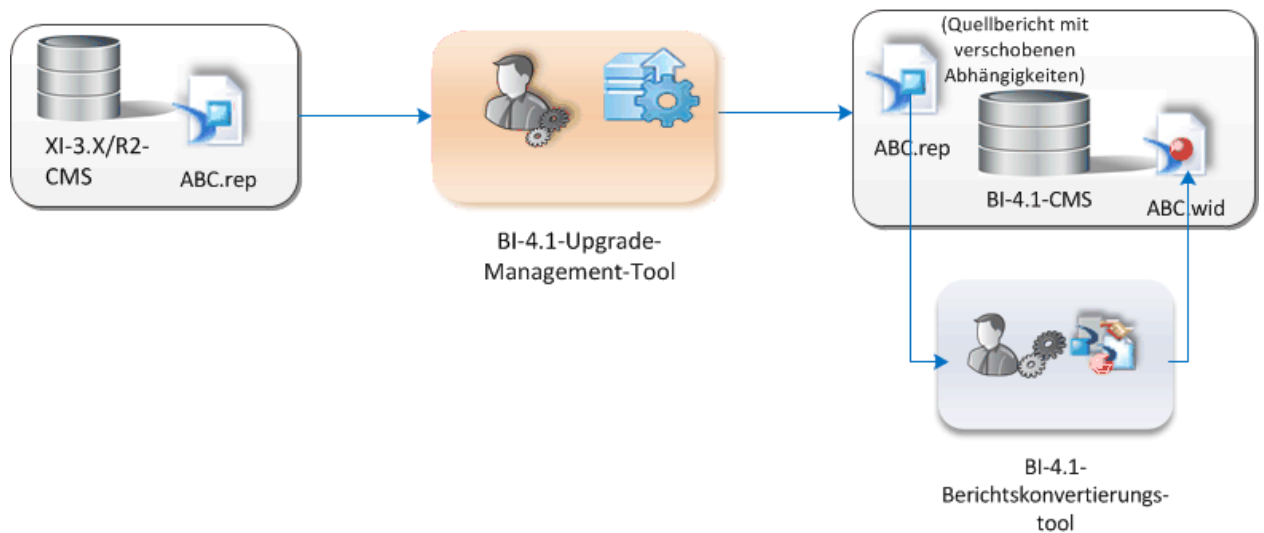 XI-3.X/R2-
CMS
ABC.rep
BI-4.1-Upgrade-
Management-Tool
(Quellbericht mit
verschobenen
Abhängigkeiten)
ABC.rep
BI-4.1-CMS
ABC.wid
BI-4.1-
Berichtskonvertierungs-
tool